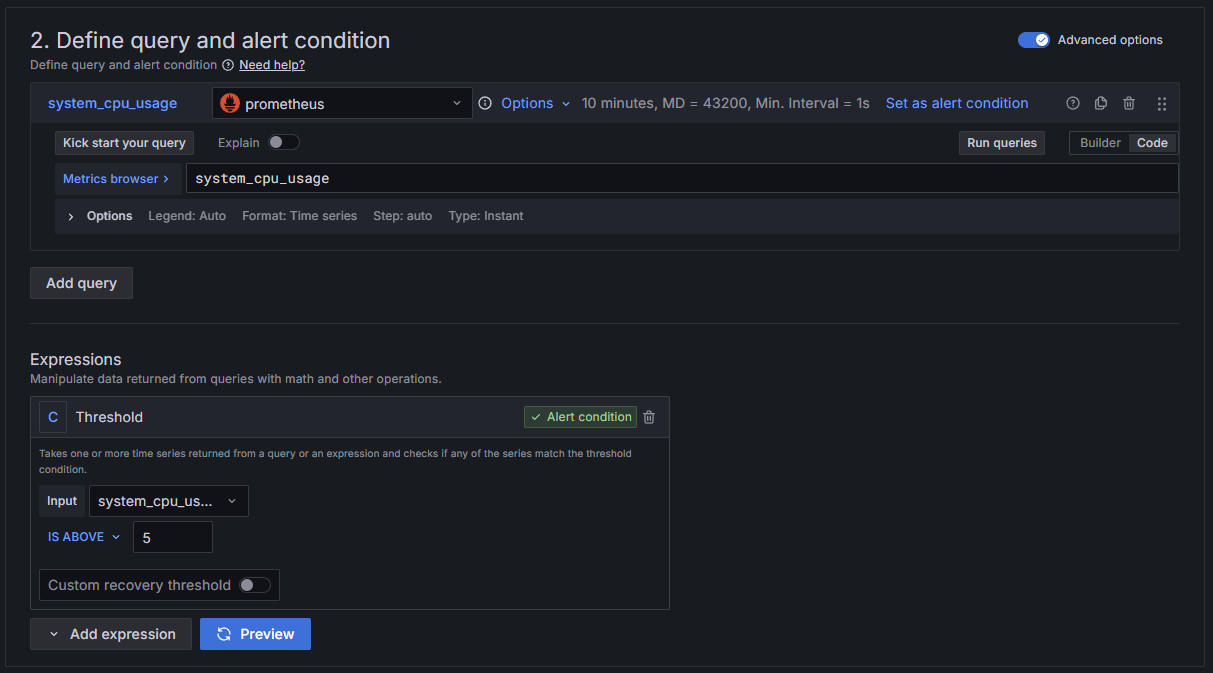 2. Define query and alert condition
Advanced options
Define query and alert condition Need help?
system_cpu_usage prometheus Options 10 minutes, MD = 43200, Min. Interval = 1s Set as alert condition
Kick start your query Explain Run queries Builder Code
Metrics browser > system_cpu_usage
Options Legend: Auto Format: Time series Step: auto Type: Instant
Add query
Expressions
Manipulate data returned from queries with math and other operations.
C Threshold Alert condition
Takes one or more time series returned from a query or an expression and checks if any of the series match the threshold
condition.
Input system_cpu_us...
IS ABOVE 5
Custom recovery threshold
Add expression Preview